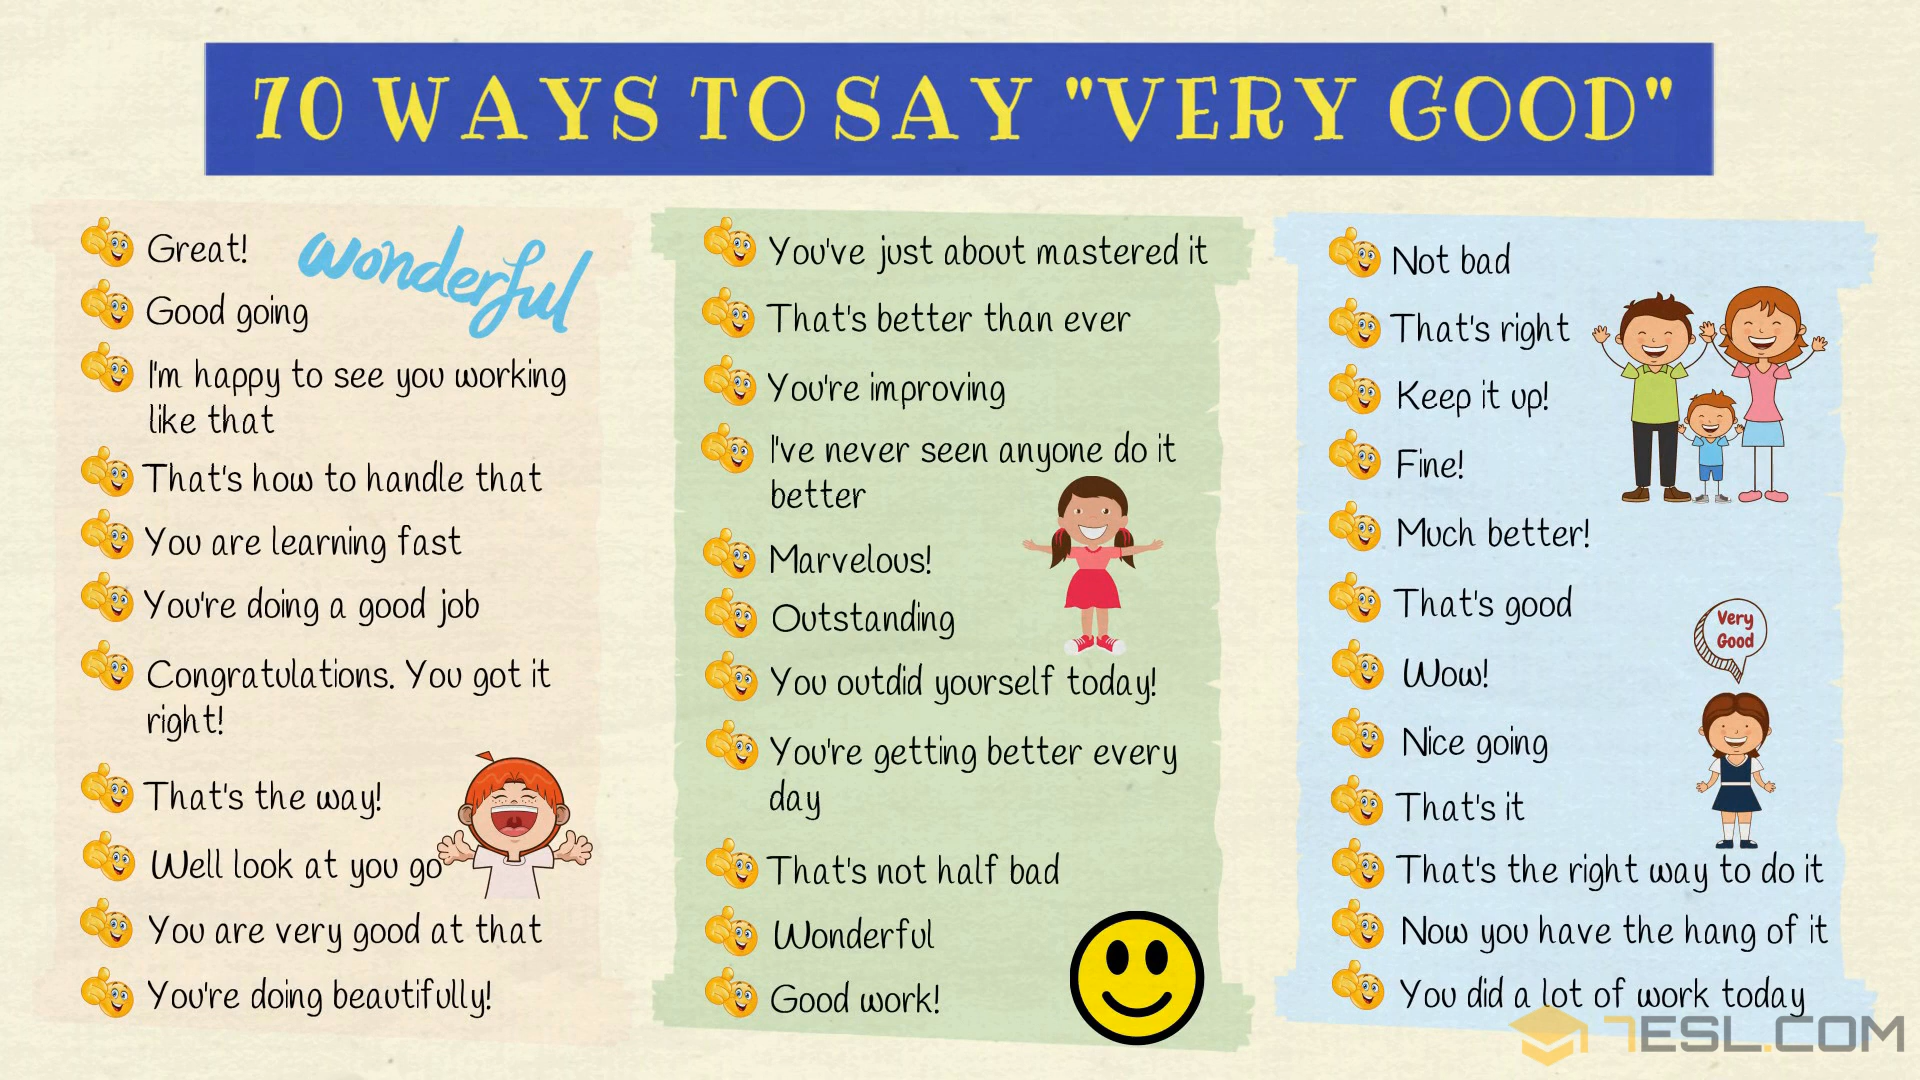 70 WAYS TO SAY "VERY GOOD"
Great!
wonderful
Good going
I'm happy to see you working
like that
That's how to handle that
You are learning fast
You're doing a good job
Congratulations. You got it
right!
That's the way!
Well look at you go
You are very good at that
You're doing beautifully!
You've just about mastered it
That's better than ever
You're improving
I've never seen anyone do it
better
Marvelous!
Outstanding
You outdid yourself today!
You're getting better every
day
That's not half bad
Wonderful
Good work!
Not bad
That's right
Keep it up!
Fine!
Much better!
That's good
Very
Good
Wow!
Nice going
That's it
That's the right way to do it
Now you have the hang of it
You did a lot of work today
7ESL.COM